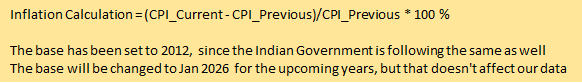 Inflation Calculation = (CPI_Current - CPI_Previous)/CPI_Previous * 100 %
The base has been set to 2012, since the Indian Government is following the same as well
The base will be changed to Jan 2026 for the upcoming years, but that doesn't affect our data